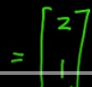 = [2
1]